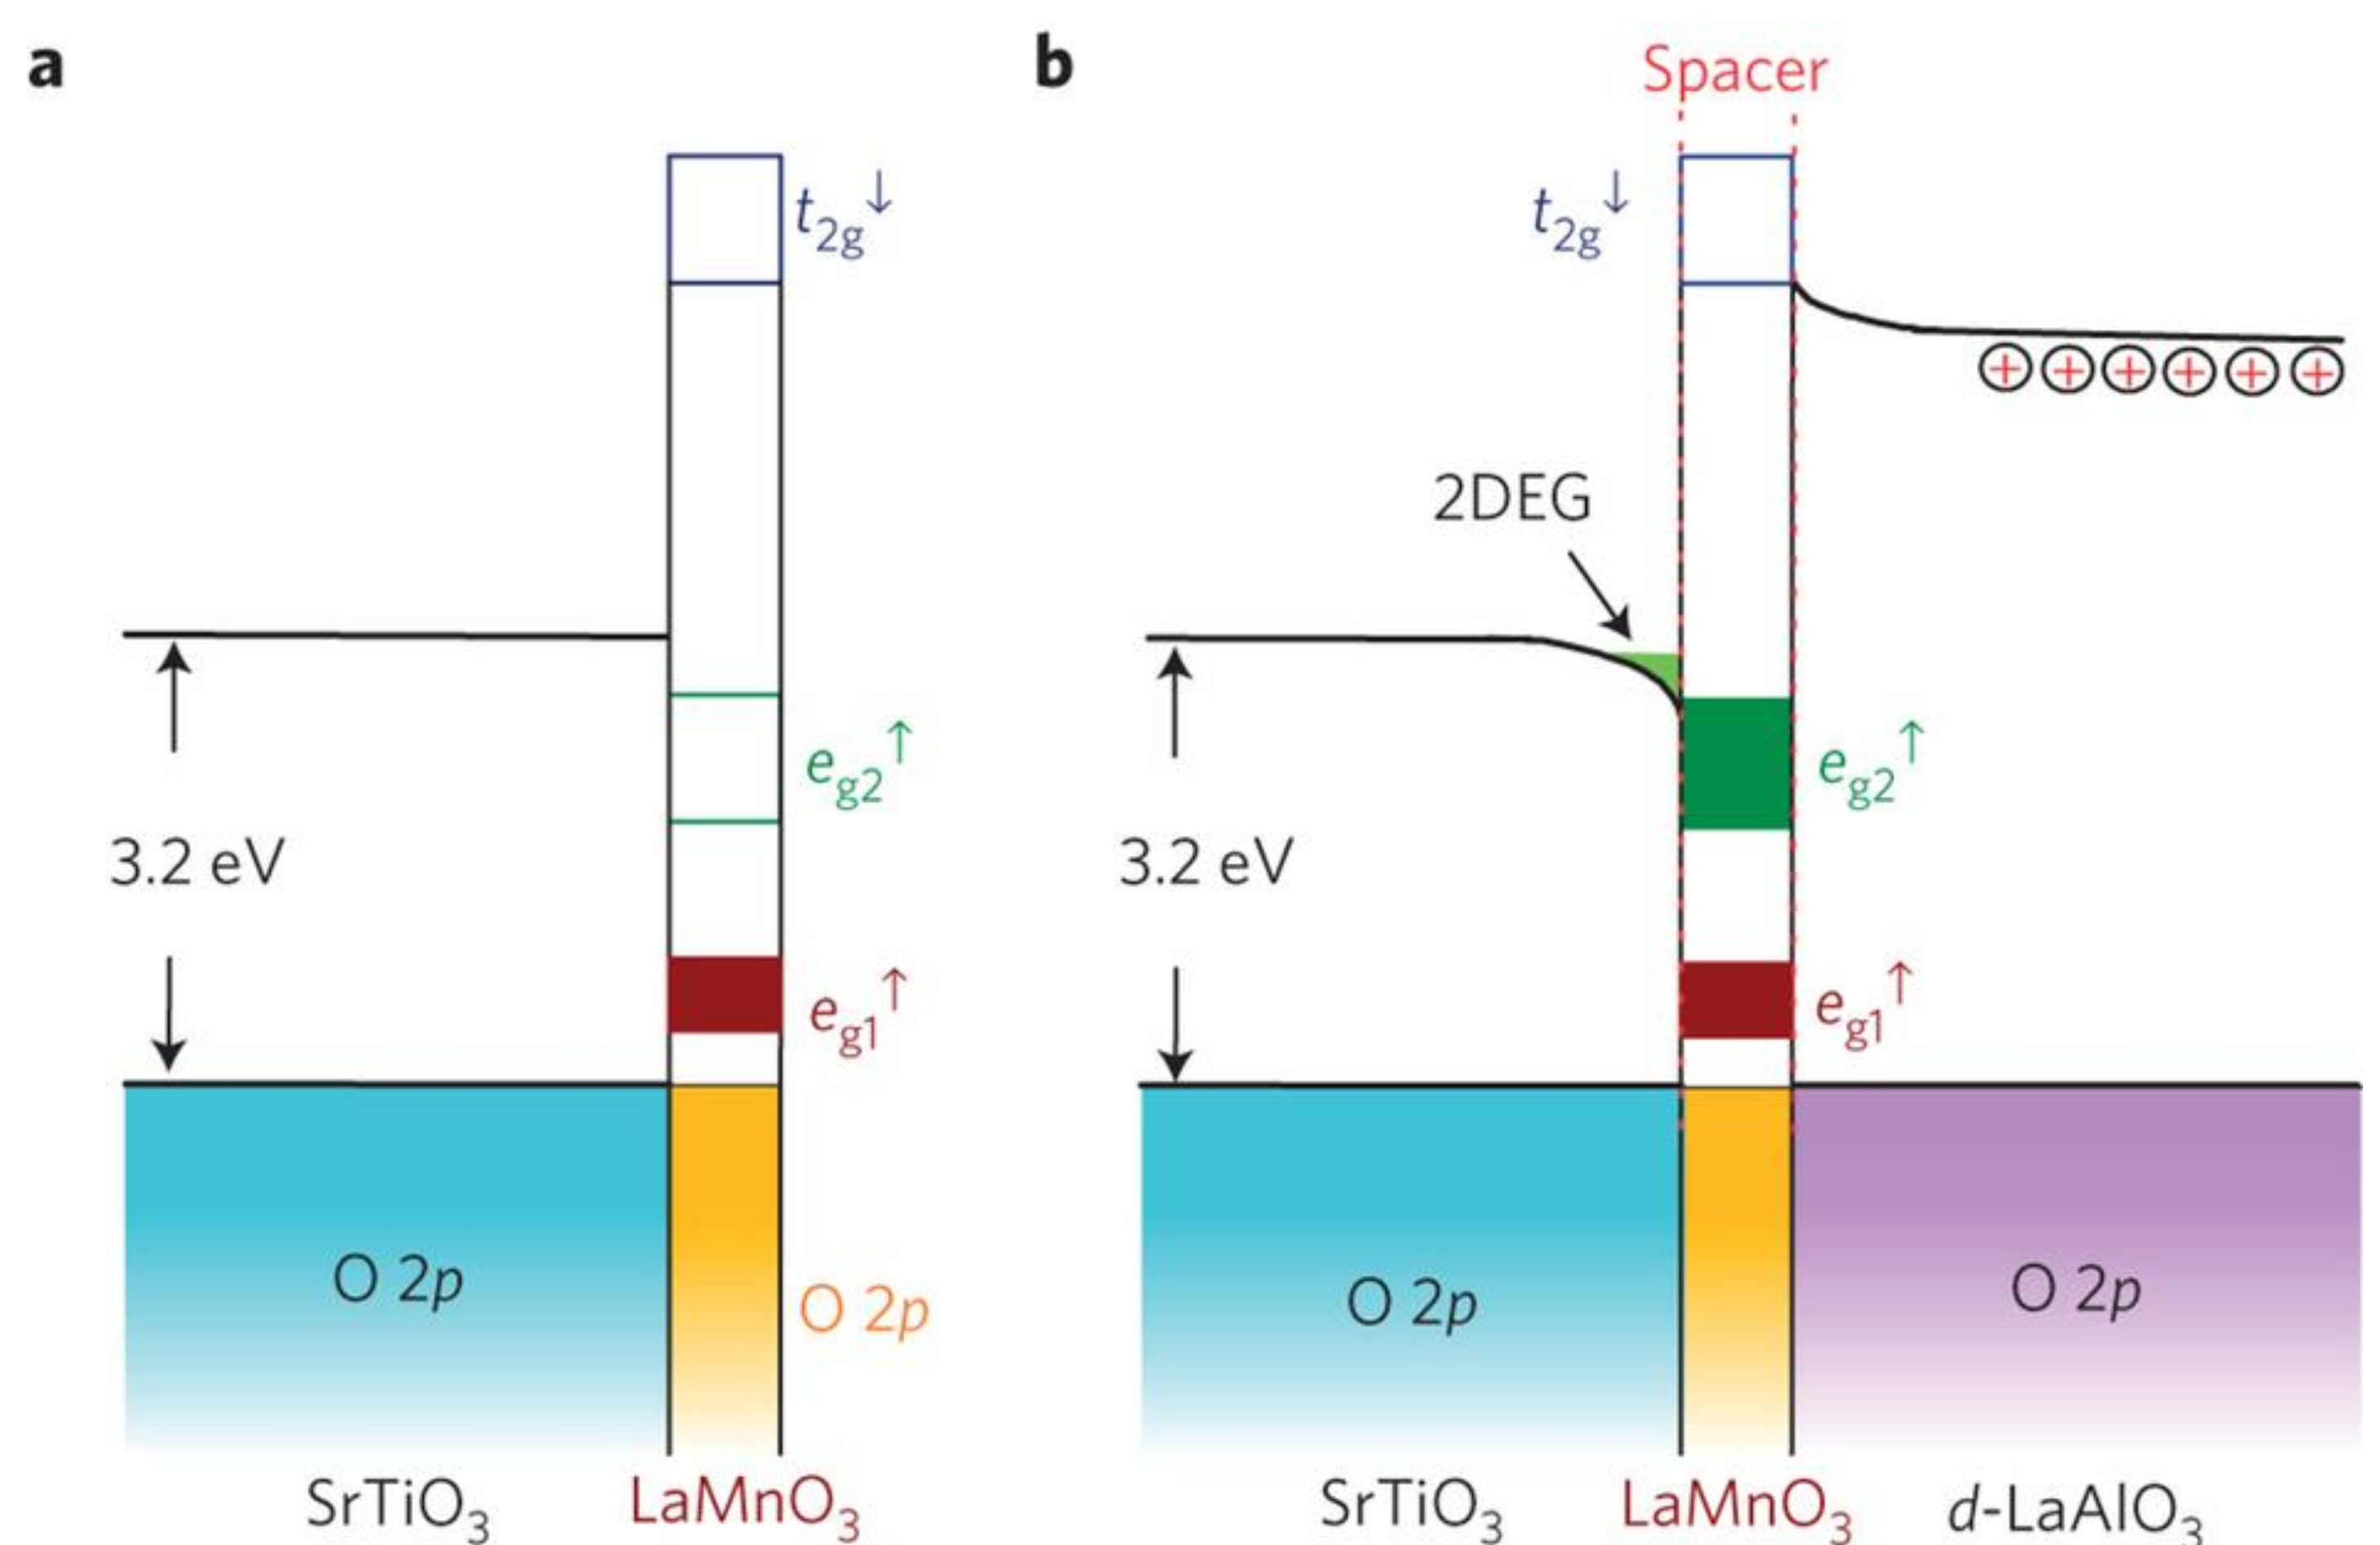 a
t2g↓
eg2↑
3.2 eV
eg1↑
O 2p
O 2p
SrTiO3
LaMnO3
b
Spacer
t2g↓
+ + + + + +
2DEG
eg2↑
3.2 eV
eg1↑
O 2p
O 2p
SrTiO3
LaMnO3
d-LaAlO3